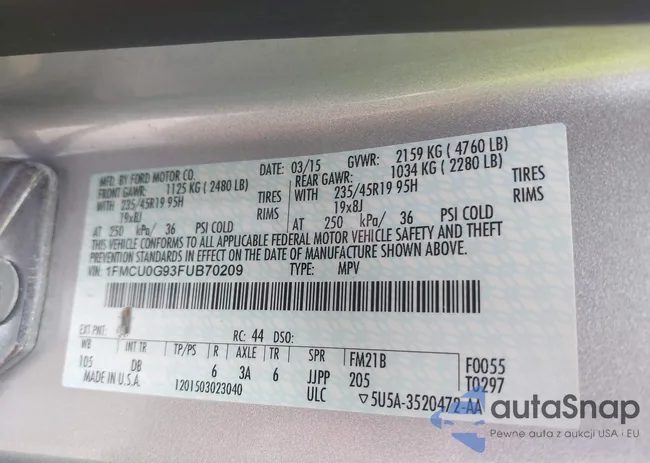 MFD. BY FORD MOTOR CO.
DATE: 03/15 GVWR: 2159 KG ( 4760 LB)
FRONT GAWR: 1125 KG ( 2480 LB) REAR GAWR: 1034 KG ( 2280 LB)
WITH 235/45R19 95H TIRES WITH 235/45R19 95H TIRES
19x8J RIMS 19x8J RIMS
AT 250 kPa/ 36 PSI COLD AT 250 kPa/ 36 PSI COLD
THIS VEHICLE CONFORMS TO ALL APPLICABLE FEDERAL MOTOR VEHICLE SAFETY AND THEFT
PREVENTION STANDARDS IN EFFECT ON THE DATE OF MANUFACTURE SHOWN ABOVE.
VIN: 1FMCU0G93FUB70209 TYPE: MPV
EXT PNT: RC: 44 DSO:
WB INT TR TP/PS R AXLE TR SPR FM21B F0055
105 DB 6 3A 6 JJPP 205 T0297
MADE IN U.S.A. 1201503023040 ULC ▽5U5A-3520472-AA
autaSnap
Pewne auta z aukcji USA i EU